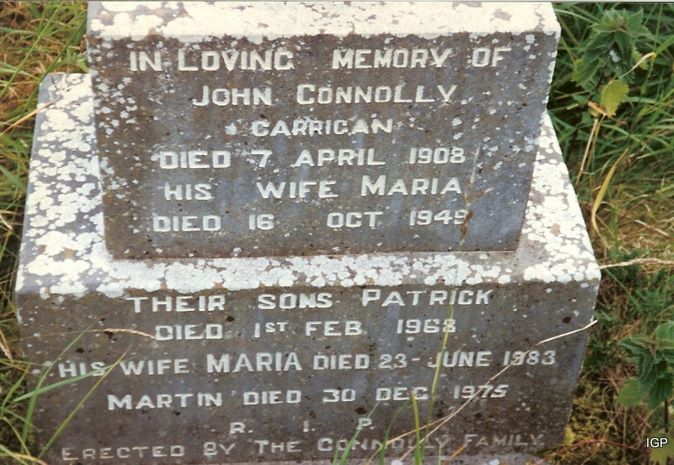 IN LOVING MEMORY OF
JOHN CONNOLLY
CARRIGAN
DIED 7 APRIL 1908
HIS WIFE MARIA
DIED 16 OCT 1949
THEIR SONS PATRICK
DIED 1ST FEB 1968
HIS WIFE MARIA DIED 23-JUNE 1983
MARTIN DIED 30 DEC 1975
R. I. P.
ERECTED BY THE CONNOLLY FAMILY
IGP